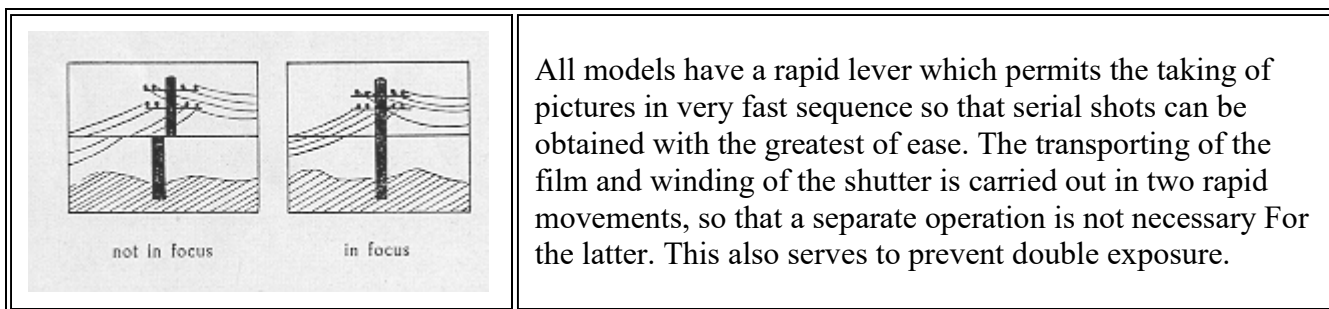 not in focus
in focus
All models have a rapid lever which permits the taking of
pictures in very fast sequence so that serial shots can be
obtained with the greatest of ease. The transporting of the
film and winding of the shutter is carried out in two rapid
movements, so that a separate operation is not necessary For
the latter. This also serves to prevent double exposure.